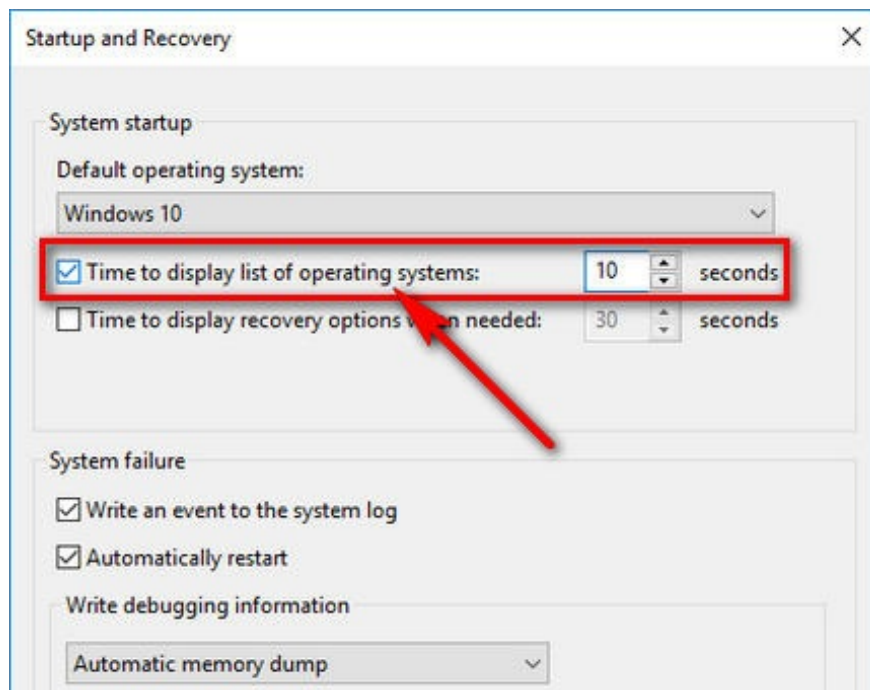 Startup and Recovery
System startup
Default operating system:
Windows 10
Time to display list of operating systems: 10 seconds
Time to display recovery options when needed: 30 seconds
System failure
Write an event to the system log
Automatically restart
Write debugging information
Automatic memory dump